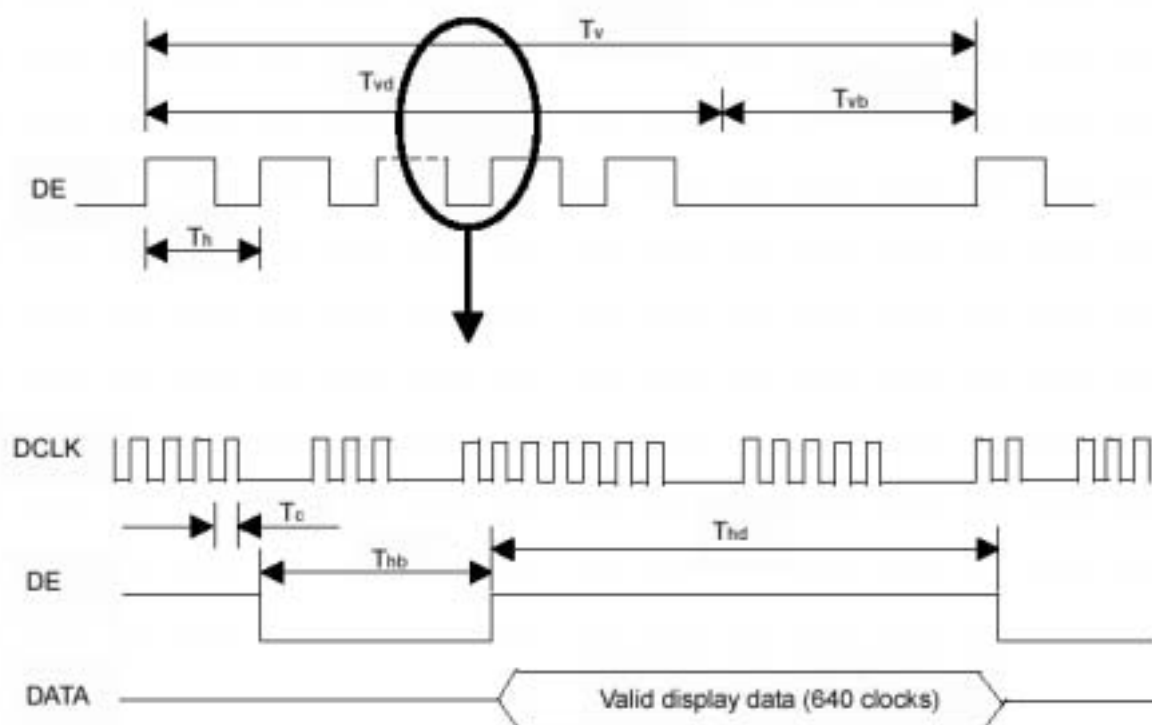 Tv
Tvd
Tvb
DE
Th
DCLK
Tc
Thd
Thb
DE
DATA
Valid display data (640 clocks)